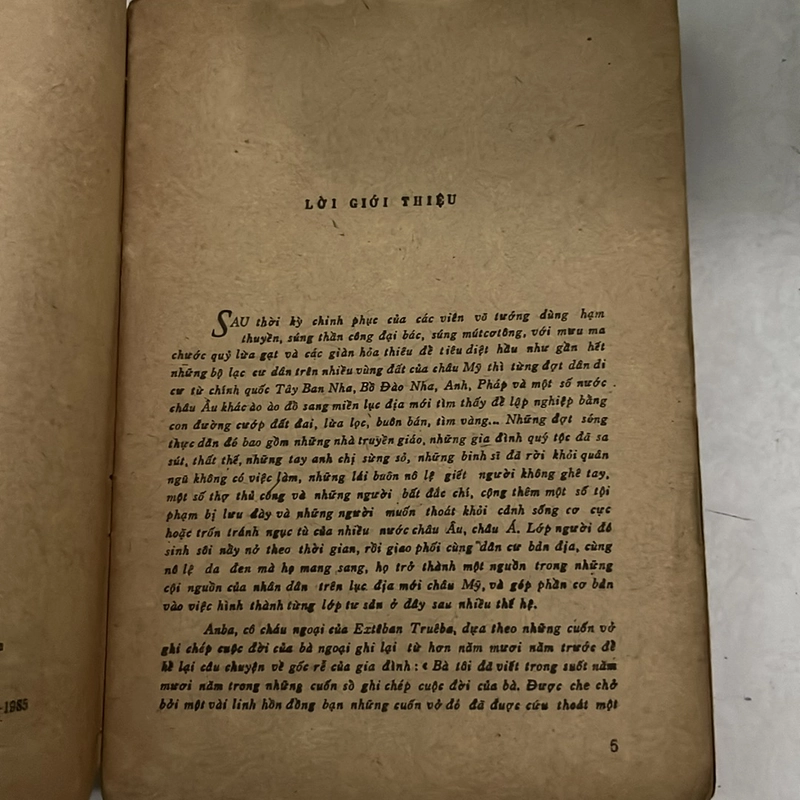 LỜI GIỚI THIỆU
SAU thời kỳ chinh phục của các viên võ tướng dùng hạm
thuyền, súng thần công đại bác, súng mútcơtông, với mưu ma
chước quỷ lừa gạt và các giàn hỏa thiêu để tiêu diệt hầu như gần hết
những bộ lạc cư dân trên nhiều vùng đất của châu Mỹ thì từng đợt dân di
cư từ chính quốc Tây Ban Nha, Bồ Đào Nha, Anh, Pháp và một số nước
châu Âu khác ào ào đổ sang miền lục địa mới tìm thấy để lập nghiệp bằng
con đường cướp đất đai, lừa lọc, buôn bán, tìm vàng... Những đợt sóng
thực dân đó bao gồm những nhà truyền giáo, những gia đình quý tộc đã sa
sút, thất thế, những tay anh chị sừng sỏ, những binh sĩ đã rời khỏi quân
ngũ không có việc làm, những lái buôn nô lệ giết người không ghê tay,
một số thợ thủ công và những người bất đắc chí, cộng thêm một số tội
phạm bị lưu đày và những người muốn thoát khỏi cảnh sống cơ cực
hoặc trốn tránh ngục tù của nhiều nước châu Âu, châu Á. Lớp người đó
sinh sôi nảy nở theo thời gian, rồi giao phối cùng dân cư bản địa, cùng
nô lệ da đen mà họ mang sang, họ trở thành một nguồn trong những
cội nguồn của nhân dân trên lục địa mới châu Mỹ, và góp phần cơ bản
vào việc hình thành từng lớp tư sản ở đây sau nhiều thế hệ.
Anba, cô cháu ngoại của Extêban Truêba, dựa theo những cuốn vở
ghi chép cuộc đời của bà ngoại ghi lại từ hơn năm mươi năm trước để
kể lại câu chuyện về gốc rễ của gia đình : « Bà tôi đã viết trong suốt năm
mươi năm trong những cuốn sổ ghi chép cuộc đời của bà. Được che chở
bởi một vài linh hồn đồng bạn những cuốn vở đó đã được cứu thoát một
5
-1985